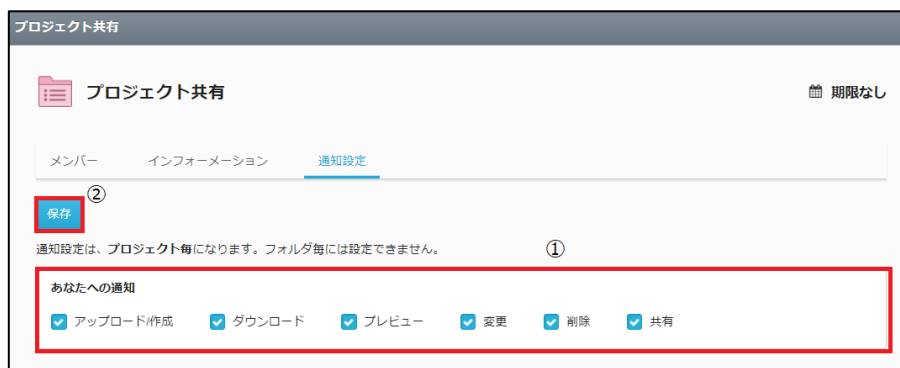 プロジェクト共有
プロジェクト共有 期限なし
メンバー インフォーメーション 通知設定
②
保存
通知設定は、プロジェクト毎になります。フォルダ毎には設定できません。 ①
あなたへの通知
アップロード/作成 ダウンロード プレビュー 変更 削除 共有